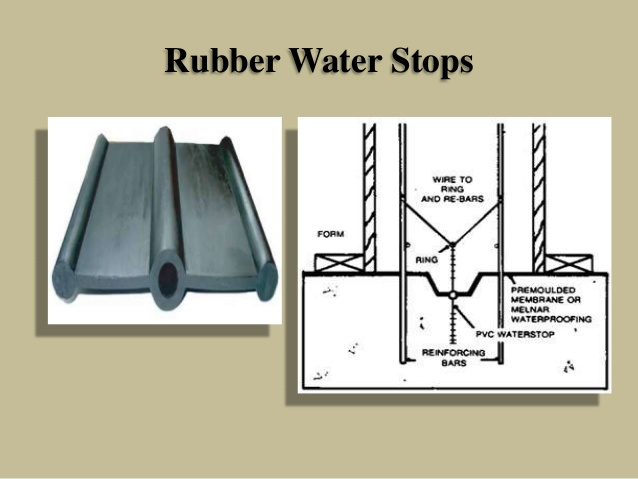 Rubber Water Stops
WIRE TO
RING
AND RE-BARS
FORM
RING
PREMOULDED
MEMBRANE OR
MELNAR
WATERPROOFING
PVC WATERSTOP
REINFORCING
BARS